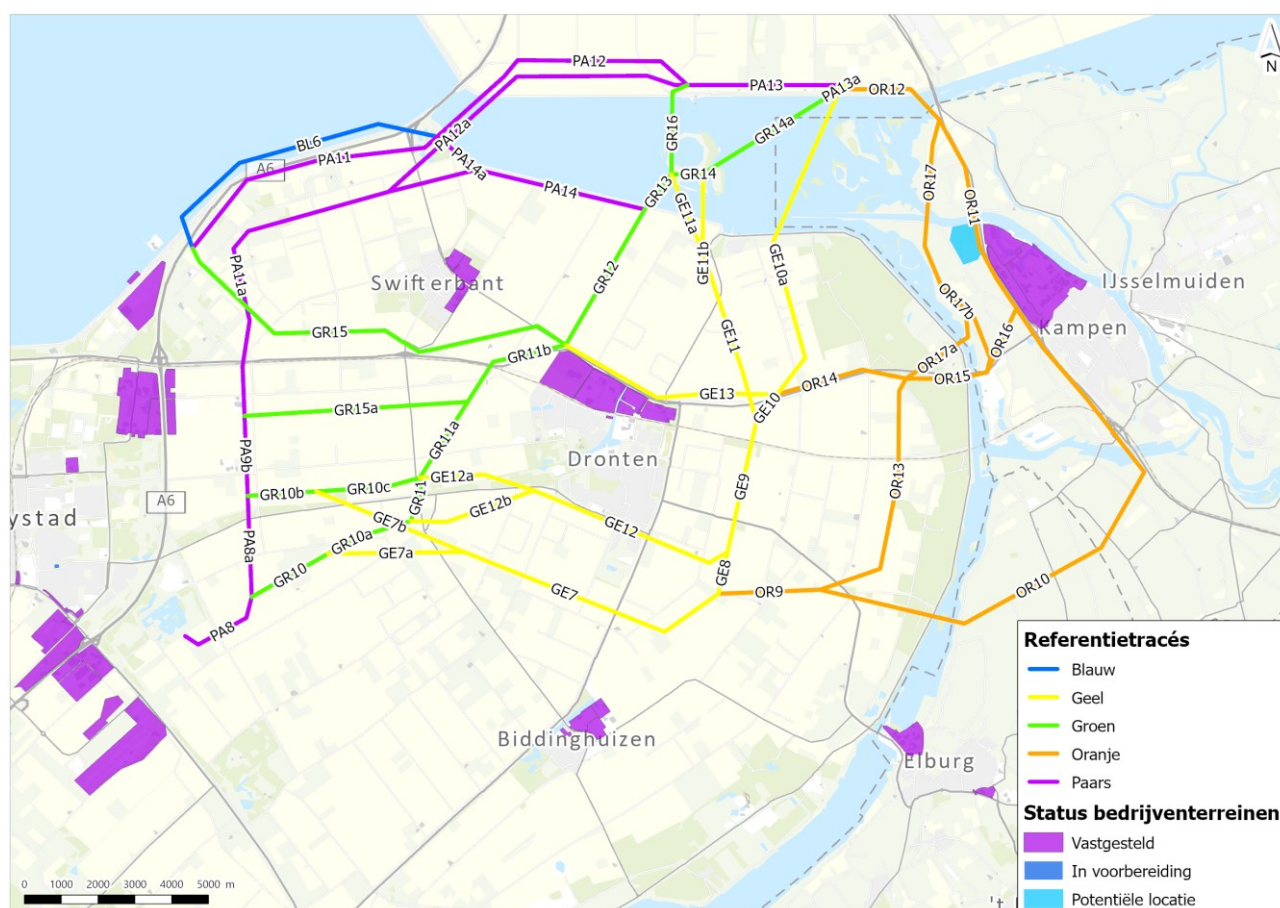 PA12
PA13
PA13a
OR12
N
BL6
PA12a
GR16
GR14a
A6
PA11
PA14a
GR14
OR17
PA14
GR13
GE11a
OR11
PA11a
Swifterbant
GR12
GE11b
GE10a
IJsselmuiden
OR17b
GR15
GE11
OR16
Kampen
GR11b
OR17a
GE13
OR14
OR15
GE10
GR15a
GR11a
Dronten
PA9b
GE12a
GE9
OR13
GR10b
GR10c
GR11
A6
GE12b
ystad
GE7b
GE12
PA8a
GR10a
GE7a
GR10
GE8
GE7
OR9
OR10
PA8
Biddinghuizen
Elburg
Referentietracés
Blauw
Geel
Groen
Oranje
Paars
Status bedrijventerreinen
Vastgesteld
In voorbereiding
Potentiële locatie
0 1000 2000 3000 4000 5000 m